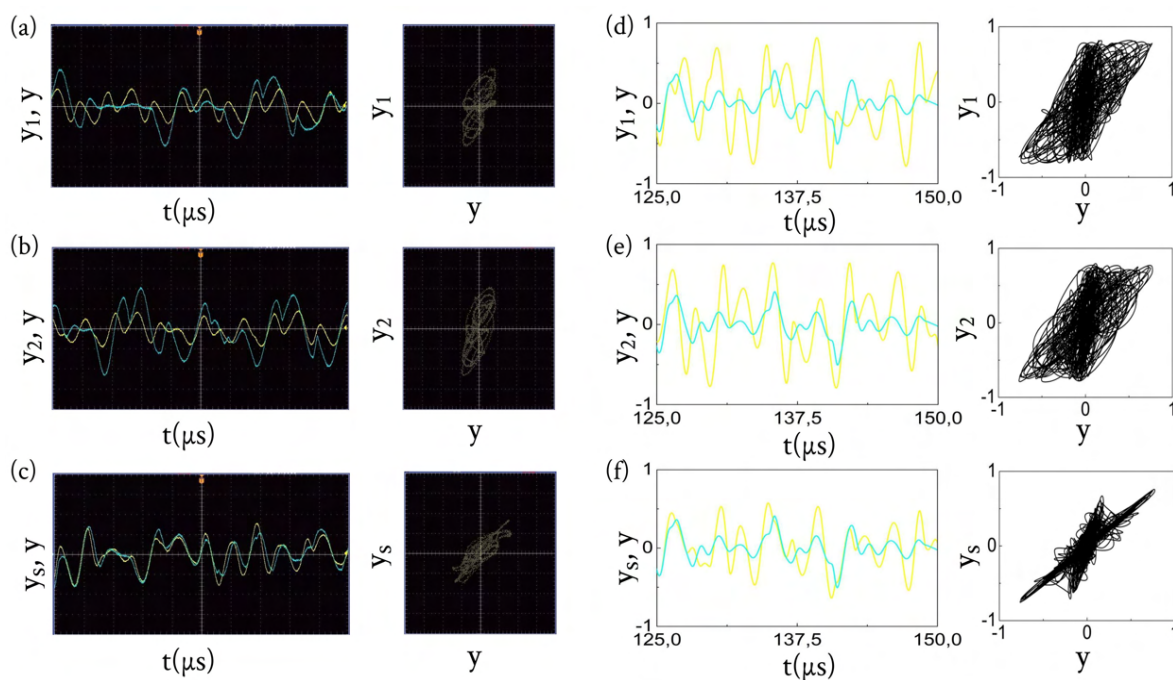 (a)
y1, y
t(μs)
y1
y
(b)
y2, y
t(μs)
y2
y
(c)
ys, y
t(μs)
ys
y
(d)
y1, y
1
0
-1
125,0
137,5
150,0
t(μs)
y1
1
0
-1
-1
0
1
y
(e)
y2, y
1
0
-1
125,0
137,5
150,0
t(μs)
y2
1
0
-1
-1
0
1
y
(f)
ys, y
1
0
-1
125,0
137,5
150,0
t(μs)
ys
1
0
-1
-1
0
1
y